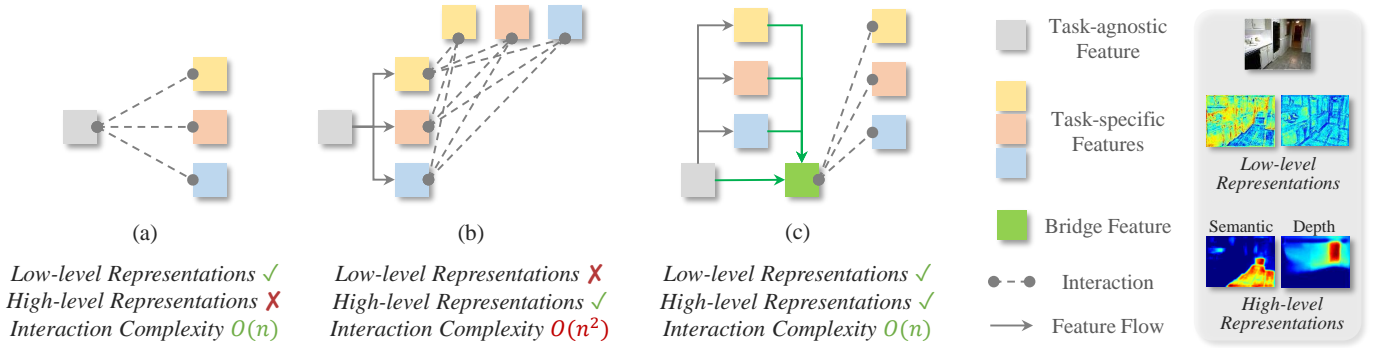 (a)
Low-level Representations ✓
High-level Representations ✗
Interaction Complexity O(n)
(b)
Low-level Representations ✗
High-level Representations ✓
Interaction Complexity O(n²)
(c)
Low-level Representations ✓
High-level Representations ✓
Interaction Complexity O(n)
Task-agnostic
Feature
Task-specific
Features
Bridge Feature
Interaction
Feature Flow
Low-level
Representations
Semantic Depth
High-level
Representations